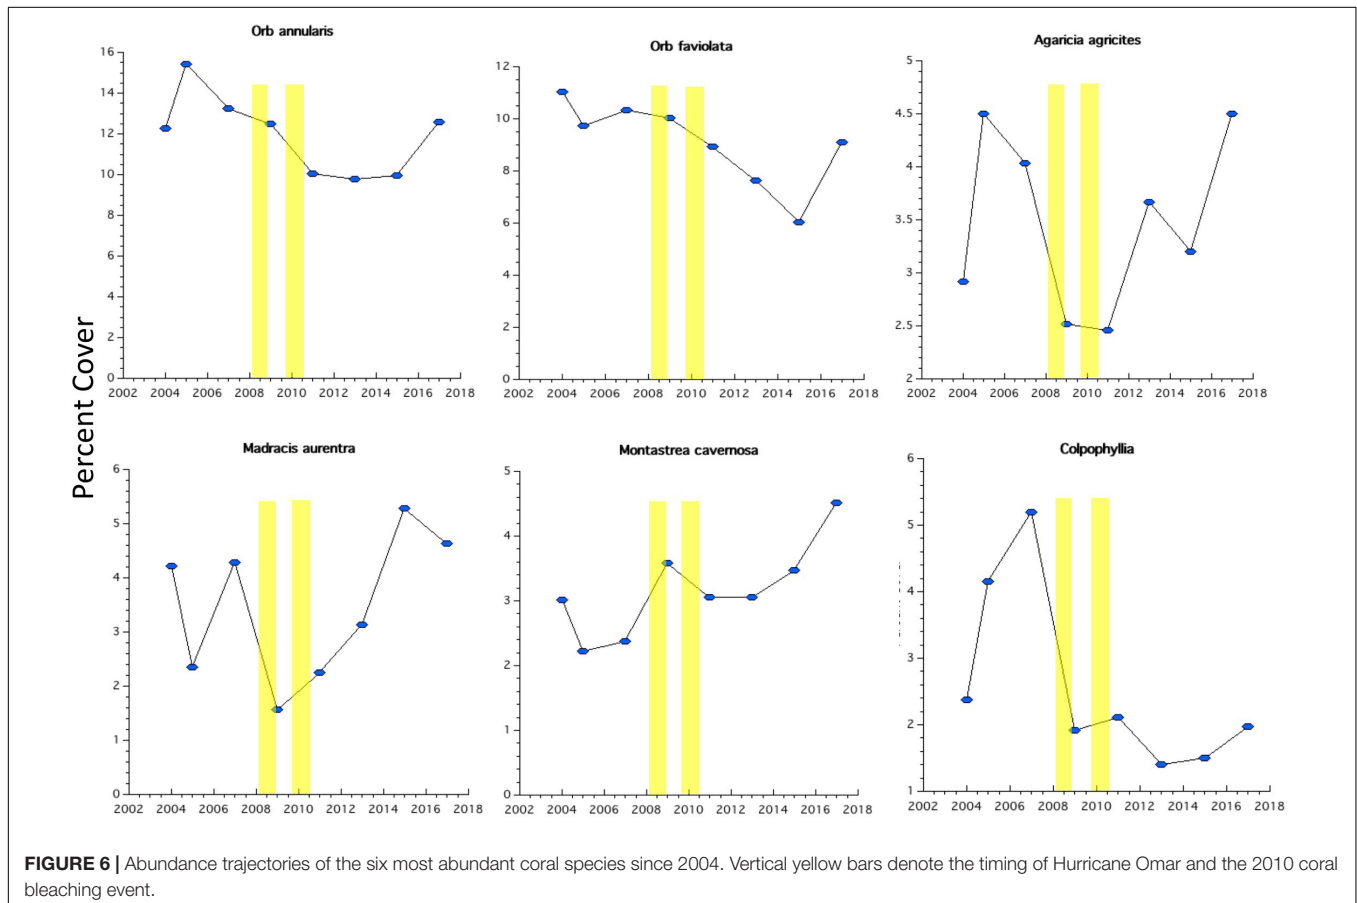 Orb annularis
16
14
12
10
8
6
4
2
0
2002 2004 2006 2008 2010 2012 2014 2016 2018
Orb faviolata
12
10
8
6
4
2
0
2002 2004 2006 2008 2010 2012 2014 2016 2018
Agaricia agricites
5
4.5
4
3.5
3
2.5
2
2002 2004 2006 2008 2010 2012 2014 2016 2018
Percent Cover
Madracis aurentra
6
5
4
3
2
1
0
2002 2004 2006 2008 2010 2012 2014 2016 2018
Montastrea cavernosa
5
4
3
2
1
0
2002 2004 2006 2008 2010 2012 2014 2016 2018
Colpophyllia
6
5
4
3
2
1
2002 2004 2006 2008 2010 2012 2014 2016 2018
FIGURE 6 | Abundance trajectories of the six most abundant coral species since 2004. Vertical yellow bars denote the timing of Hurricane Omar and the 2010 coral
bleaching event.